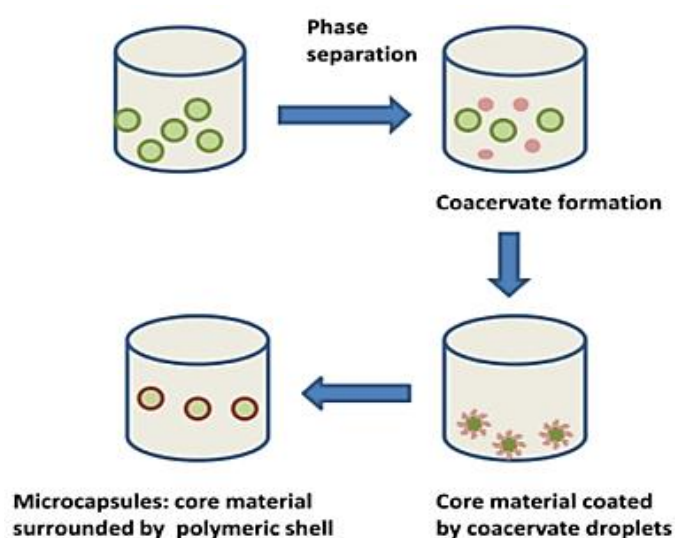 Phase
separation
Coacervate formation
Microcapsules: core material
surrounded by polymeric shell
Core material coated
by coacervate droplets